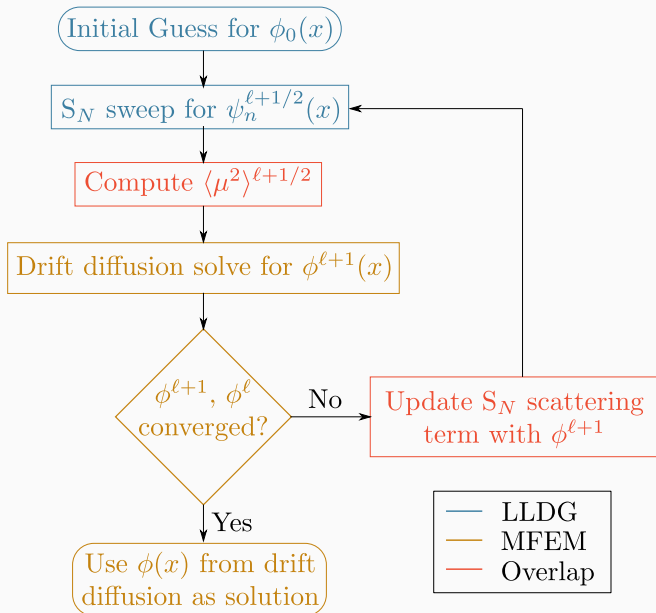 Initial Guess for ϕ₀(x)
S_N sweep for ψ_n^{ℓ+1/2}(x)
Compute ⟨μ²⟩^{ℓ+1/2}
Drift diffusion solve for ϕ^{ℓ+1}(x)
ϕ^{ℓ+1}, ϕ^ℓ
converged?
No
Update S_N scattering
term with ϕ^{ℓ+1}
Yes
Use ϕ(x) from drift
diffusion as solution
LLDG
MFEM
Overlap